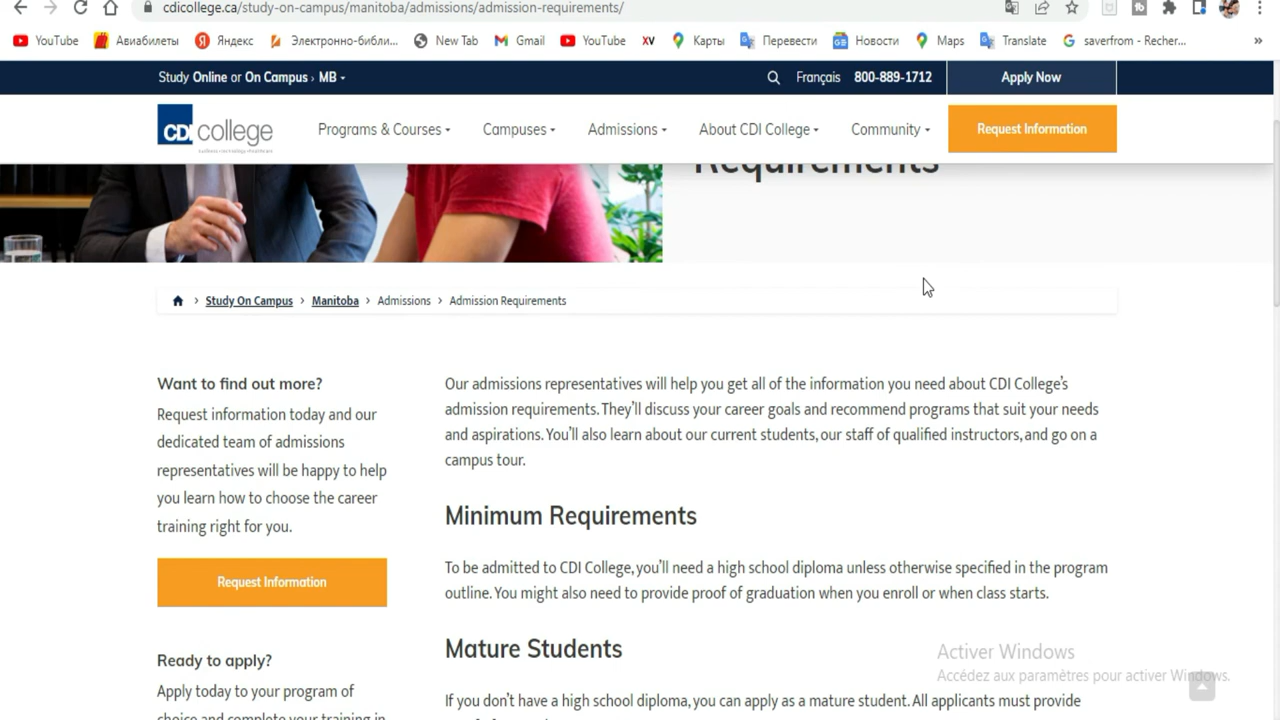 cdicollege.ca/study-on-campus/manitoba/admissions/admission-requirements/
YouTube Авиабилеты Яндекс Электронно-библи... New Tab Gmail YouTube XV Карты Перевести Новости Maps Translate saverfrom - Recher... »
Study Online or On Campus › MB Français 800-889-1712 Apply Now
CDI college Programs & Courses Campuses Admissions About CDI College Community Request Information
Requirements
Study On Campus > Manitoba > Admissions > Admission Requirements
Want to find out more?
Request information today and our
dedicated team of admissions
representatives will be happy to help
you learn how to choose the career
training right for you.
Request Information
Ready to apply?
Apply today to your program of
choice and complete your training in
Our admissions representatives will help you get all of the information you need about CDI College's
admission requirements. They'll discuss your career goals and recommend programs that suit your needs
and aspirations. You'll also learn about our current students, our staff of qualified instructors, and go on a
campus tour.
Minimum Requirements
To be admitted to CDI College, you'll need a high school diploma unless otherwise specified in the program
outline. You might also need to provide proof of graduation when you enroll or when class starts.
Mature Students
If you don't have a high school diploma, you can apply as a mature student. All applicants must provide
Activer Windows
Accédez aux paramètres pour activer Windows.